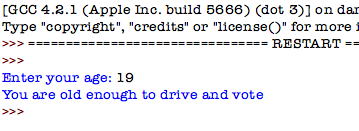 [GCC 4.2.1 (Apple Inc. build 5666) (dot 3)] on dar
Type "copyright", "credits" or "license()" for more i
>>> ================================ RESTART ==
>>>
Enter your age: 19
You are old enough to drive and vote
>>>